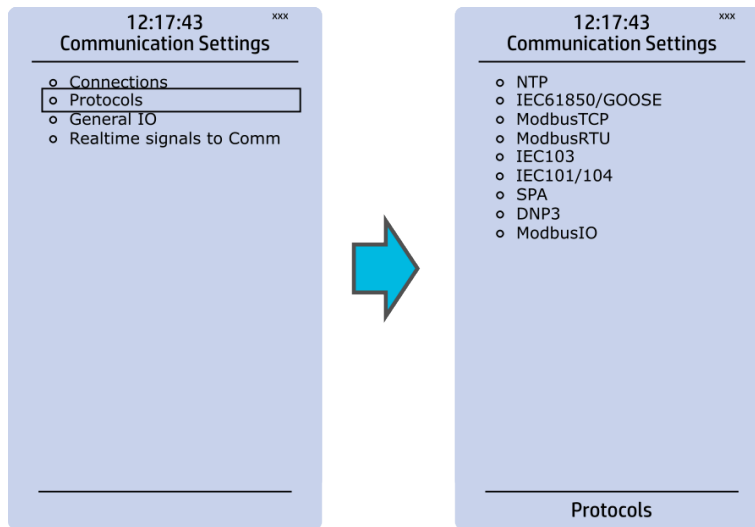 12:17:43 xxx
Communication Settings
Connections
Protocols
General IO
Realtime signals to Comm
12:17:43 xxx
Communication Settings
NTP
IEC61850/GOOSE
ModbusTCP
ModbusRTU
IEC103
IEC101/104
SPA
DNP3
ModbusIO
Protocols